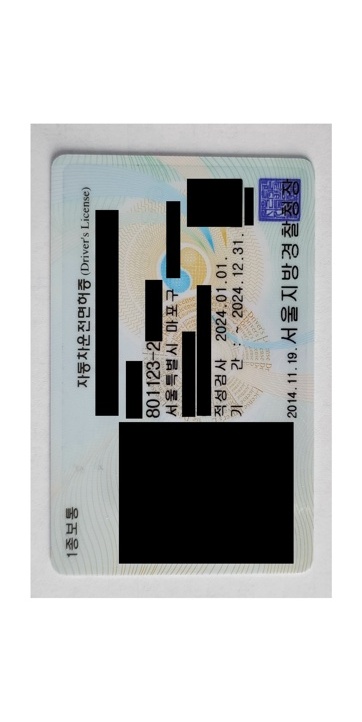 1종보통
자동차운전면허증 (Driver's License)
801123-2
서울특별시 마포구
적성검사 2024.01.01.
기 간 : ~ 2024.12.31.
2014.11.19. 서울지방경찰청장